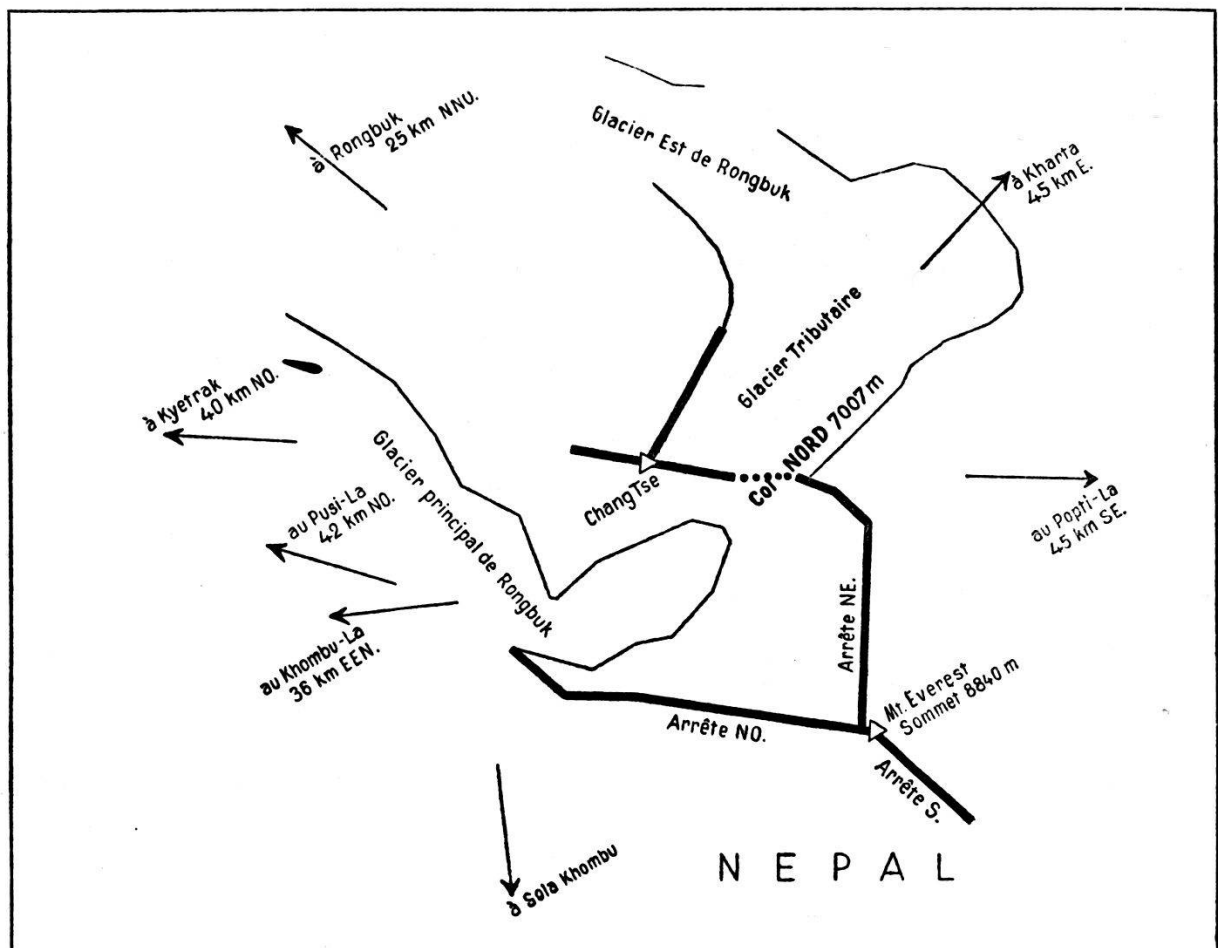 à Rongbuk
25 km NNU.
Glacier Est de Rongbuk
à Kharta
45 km E.
Glacier Tributaire
à Kyetrak
40 km NO.
Glacier principal de Rongbuk
Col NORD 7007 m
Chang Tse
au Pusi-La
42 km NO.
au Popti-La
45 km SE.
au Khombu-La
36 km EEN.
Arrête NE.
Mt. Everest
Sommet 8840 m
Arrête NO.
Arrête S.
à Sola Khombu
NEPAL